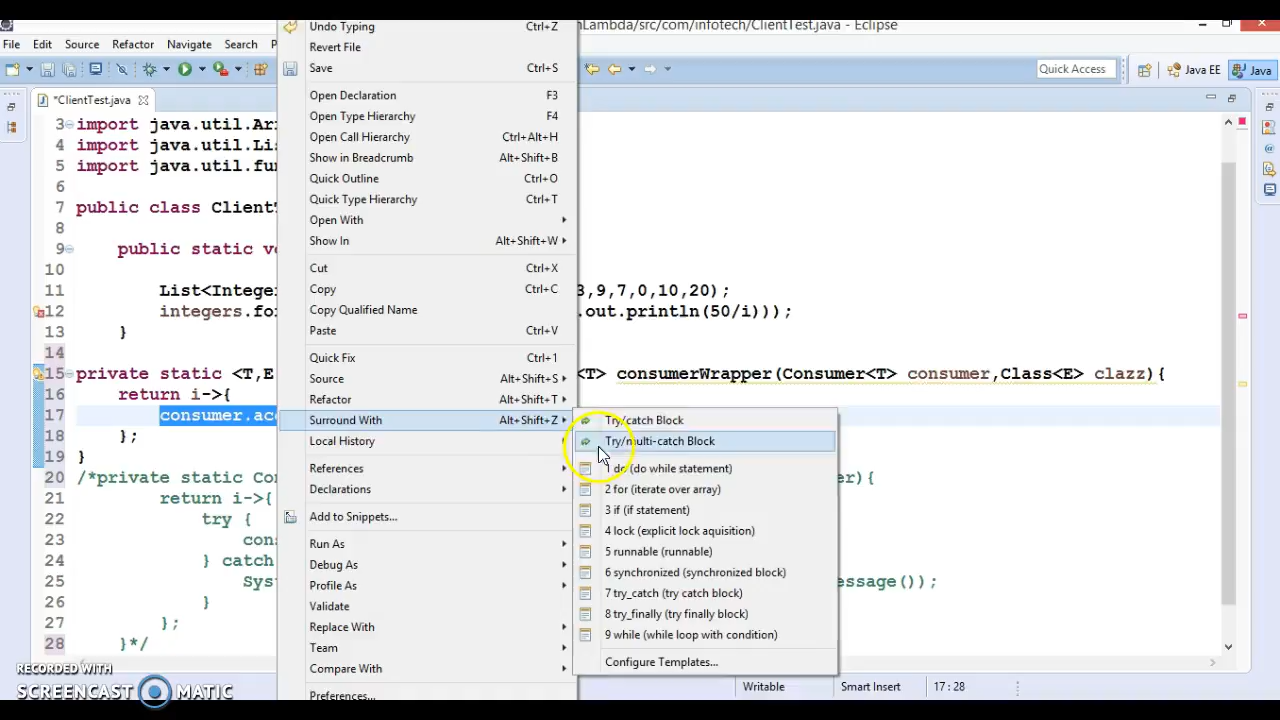 Undo Typing Ctrl+Z
nLambda/src/com/infotech/ClientTest.java - Eclipse
File Edit Source Refactor Navigate Search P
Revert File
Save Ctrl+S
Quick Access
Java EE
Java
*ClientTest.java
Open Declaration F3
Open Type Hierarchy F4
Open Call Hierarchy Ctrl+Alt+H
Show in Breadcrumb Alt+Shift+B
Quick Outline Ctrl+O
Quick Type Hierarchy Ctrl+T
Open With
Show In Alt+Shift+W
Cut Ctrl+X
Copy Ctrl+C
Copy Qualified Name
Paste Ctrl+V
Quick Fix Ctrl+1
Source Alt+Shift+S
Refactor Alt+Shift+T
Surround With Alt+Shift+Z
Local History
References
Declarations
Add to Snippets...
Run As
Debug As
Profile As
Validate
Replace With
Team
Compare With
Preferences...
Try/catch Block
Try/multi-catch Block
1 do (do while statement)
2 for (iterate over array)
3 if (if statement)
4 lock (explicit lock aquisition)
5 runnable (runnable)
6 synchronized (synchronized block)
7 try_catch (try catch block)
8 try_finally (try finally block)
9 while (while loop with condition)
Configure Templates...
3 import java.util.Ar
4 import java.util.Lis
5 import java.util.fun
6
7 public class ClientT
8
9 public static vo
10
11 List<Integer 3,9,7,0,10,20);
12 integers.for .out.println(50/i)));
13 }
14
15 private static <T,E <T> consumerWrapper(Consumer<T> consumer,Class<E> clazz){
16 return i->{
17 consumer.acc
18 };
19 }
20 /*private static Con er){
21 return i->{
22 try {
23 con
24 } catch
25 Sys essage());
26 }
27 };
28 }*/
RECORDED WITH
SCREENCAST MATIC
Writable Smart Insert 17 : 28